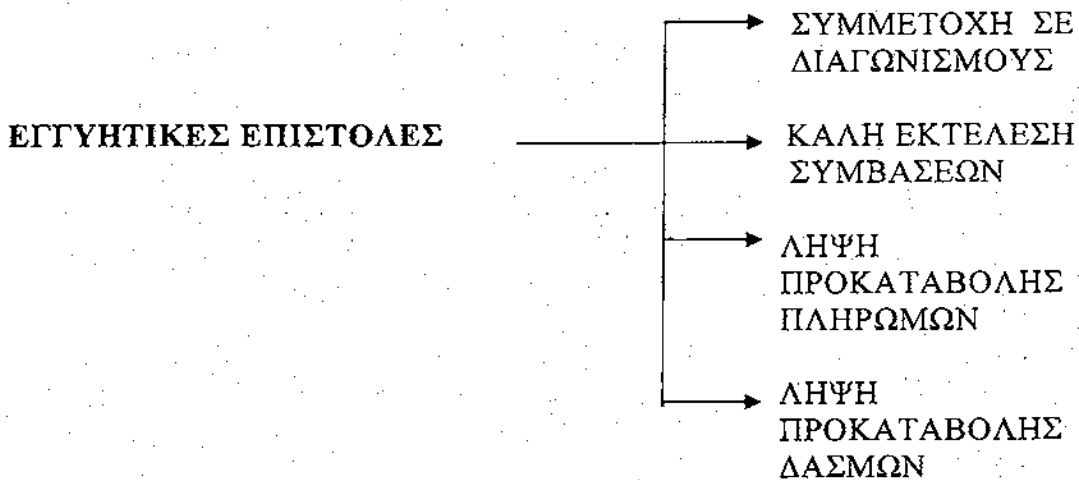 ΣΥΜΜΕΤΟΧΗ ΣΕ
ΔΙΑΓΩΝΙΣΜΟΥΣ
ΕΓΓΥΗΤΙΚΕΣ ΕΠΙΣΤΟΛΕΣ
ΚΑΛΗ ΕΚΤΕΛΕΣΗ
ΣΥΜΒΑΣΕΩΝ
ΛΗΨΗ
ΠΡΟΚΑΤΑΒΟΛΗΣ
ΠΛΗΡΩΜΩΝ
ΛΗΨΗ
ΠΡΟΚΑΤΑΒΟΛΗΣ
ΔΑΣΜΩΝ